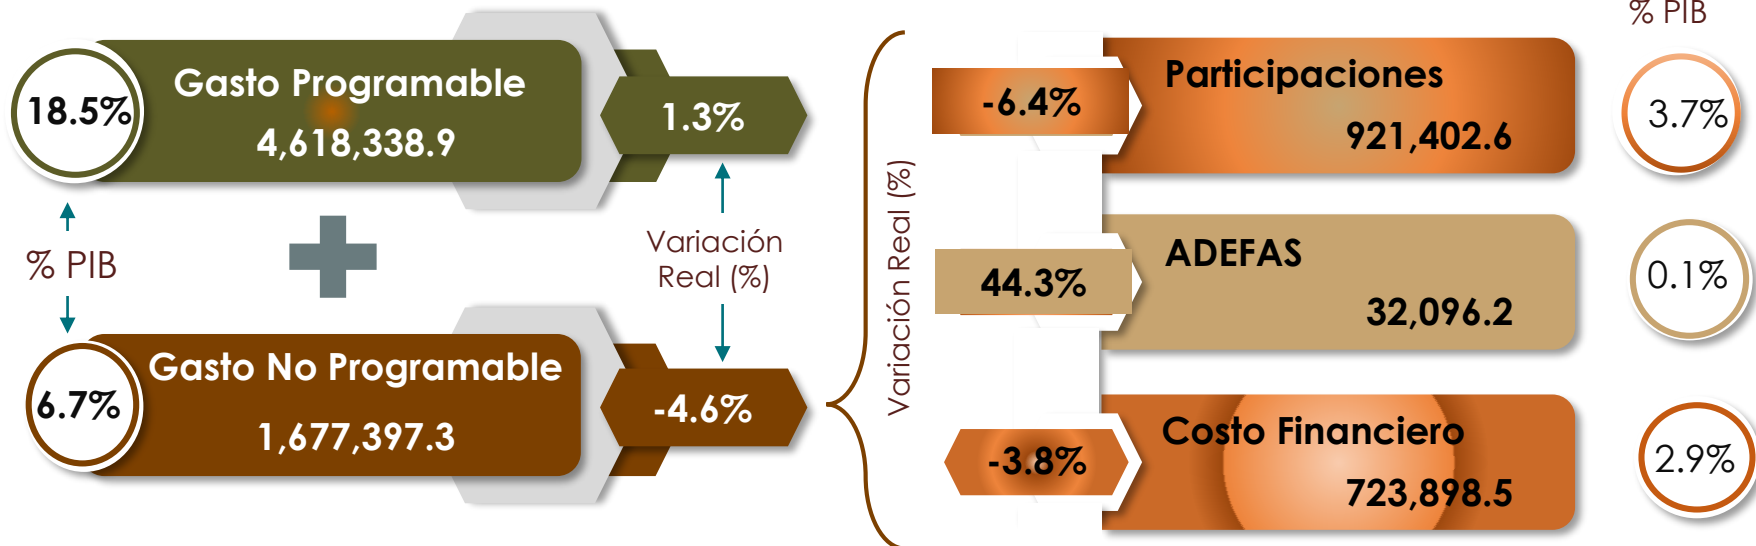 18.5%
Gasto Programable
4,618,338.9
1.3%
% PIB
Variación
Real (%)
6.7%
Gasto No Programable
1,677,397.3
-4.6%
Variación Real (%)
% PIB
-6.4%
Participaciones
921,402.6
3.7%
44.3%
ADEFAS
32,096.2
0.1%
-3.8%
Costo Financiero
723,898.5
2.9%